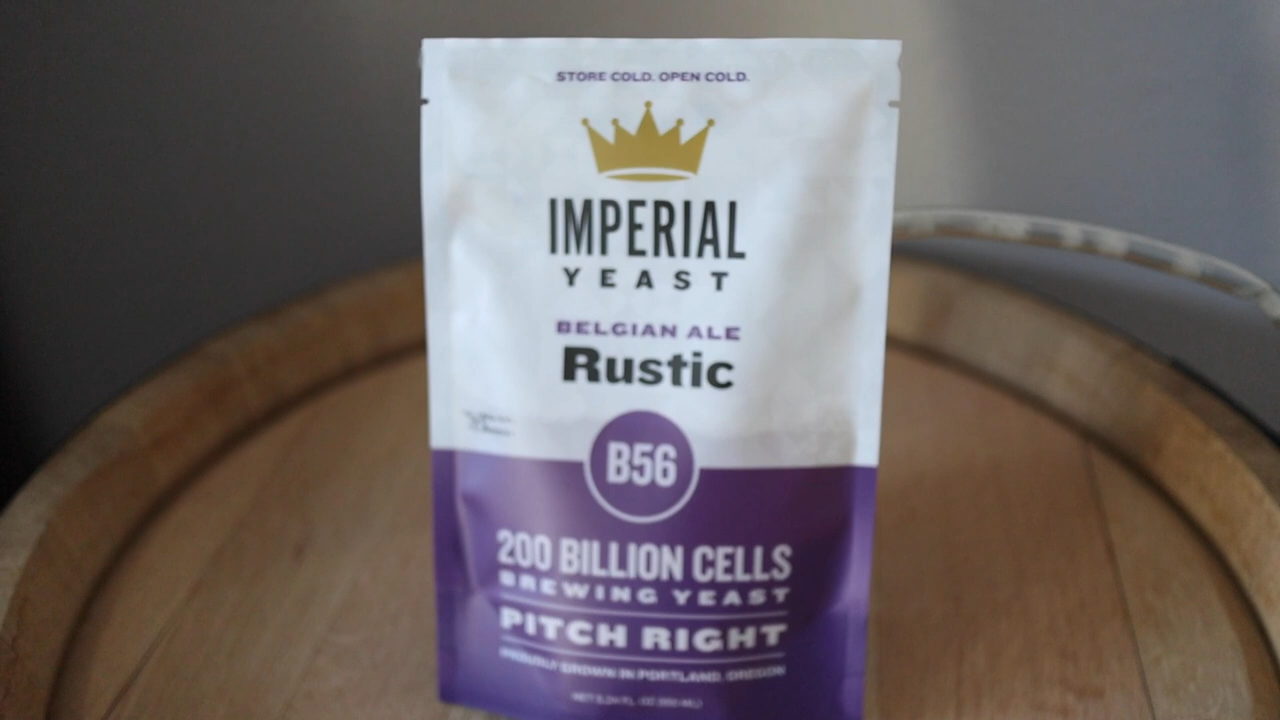 STORE COLD. OPEN COLD.
IMPERIAL
YEAST
BELGIAN ALE
Rustic
B56
200 BILLION CELLS
BREWING YEAST
PITCH RIGHT
PROUDLY GROWN IN PORTLAND, OREGON